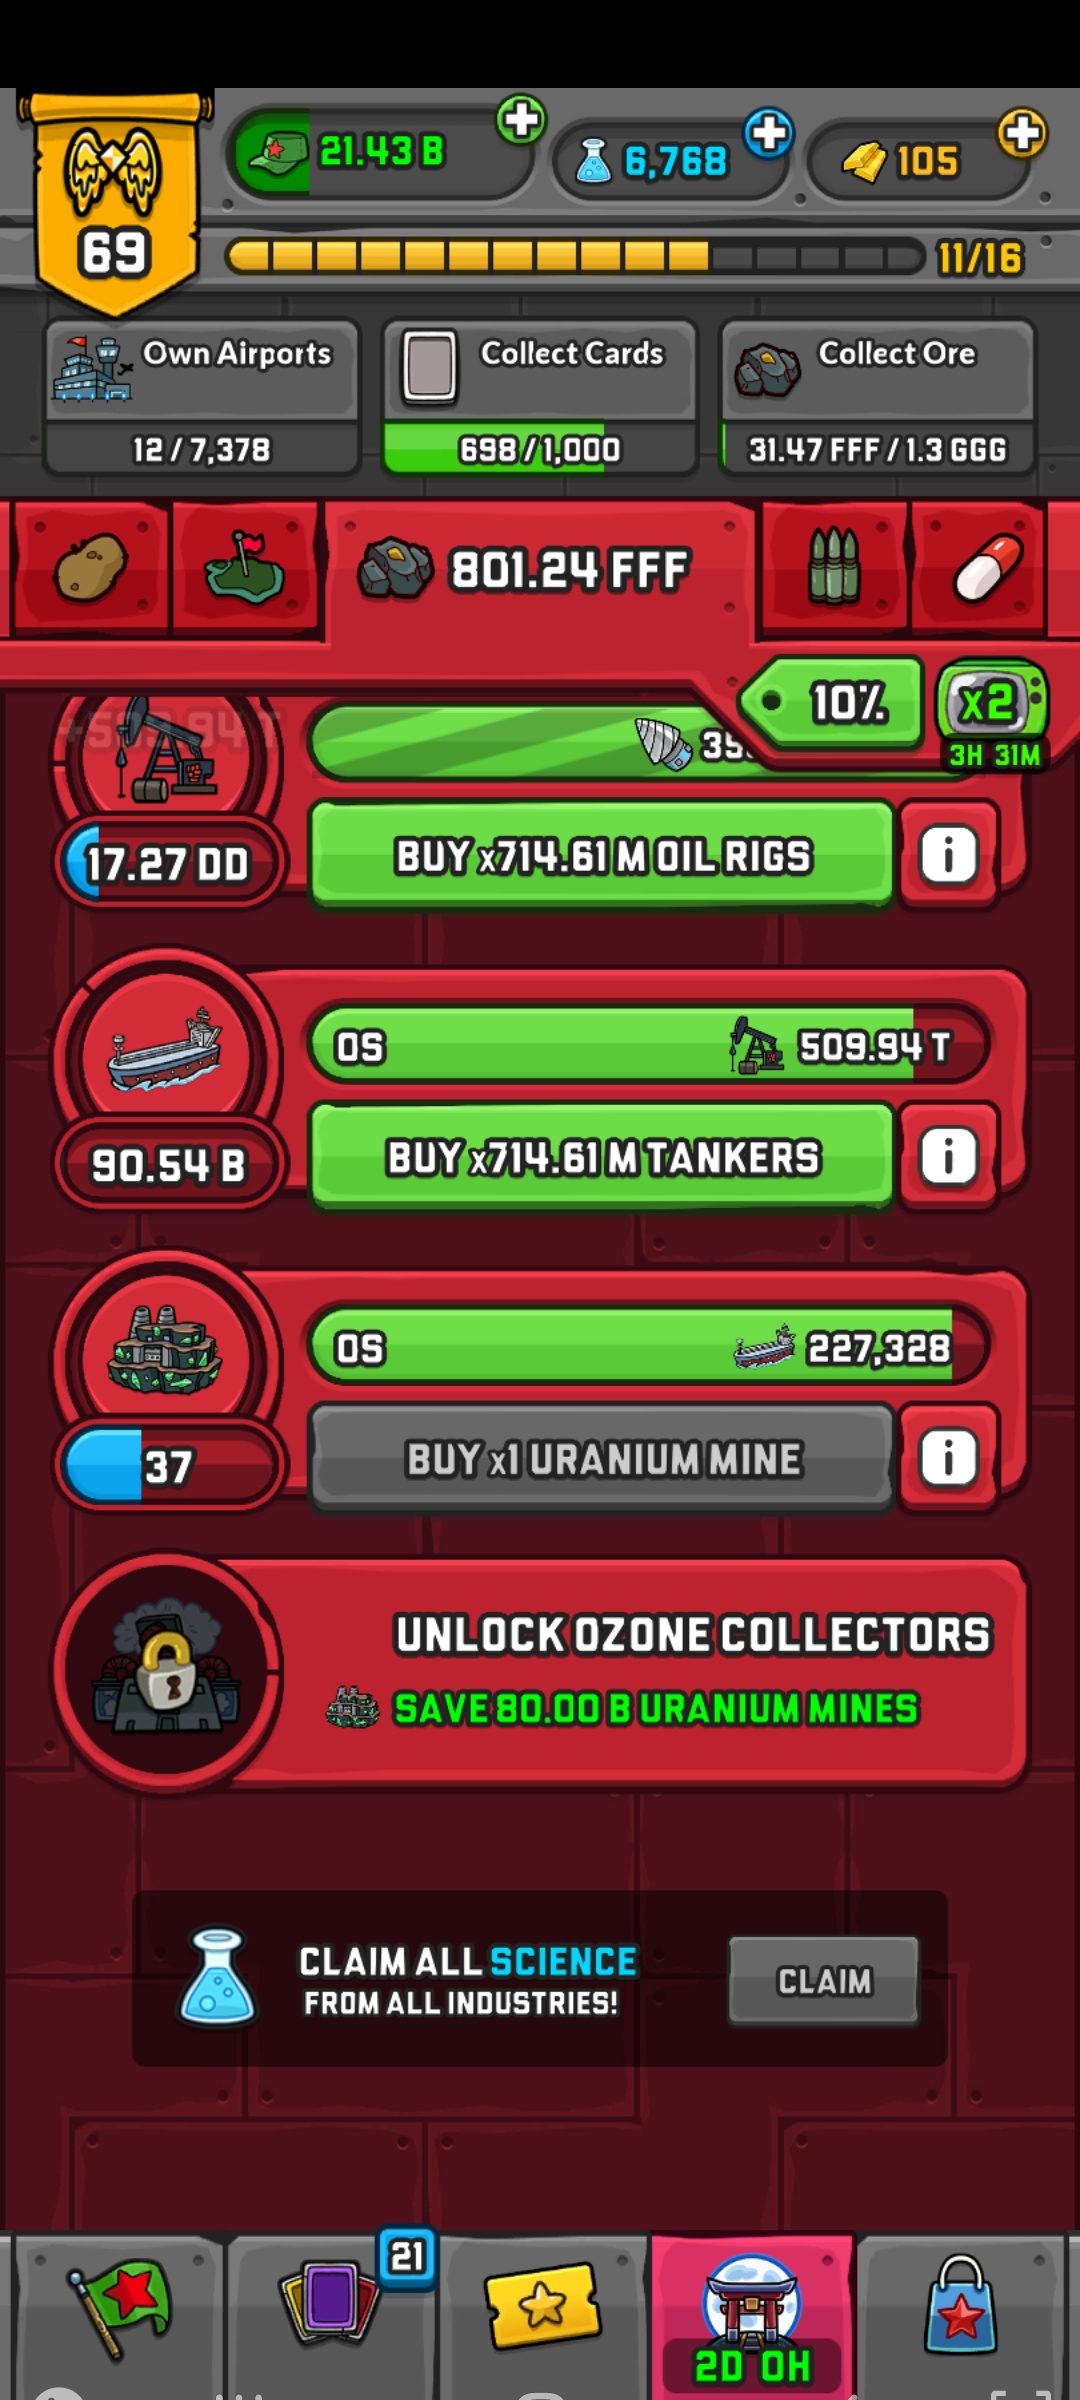 21.43 B
6,768
105
69
11/16
Own Airports
12 / 7,378
Collect Cards
698 / 1,000
Collect Ore
31.47 FFF / 1.3 GGG
801.24 FFF
10%
x2
3H 31M
+509.94 T
17.27 DD
BUY x714.61 M OIL RIGS
i
0S
509.94 T
90.54 B
BUY x714.61 M TANKERS
i
0S
227,328
37
BUY x1 URANIUM MINE
i
UNLOCK OZONE COLLECTORS
SAVE 80.00 B URANIUM MINES
CLAIM ALL SCIENCE
FROM ALL INDUSTRIES!
CLAIM
21
2D 0H